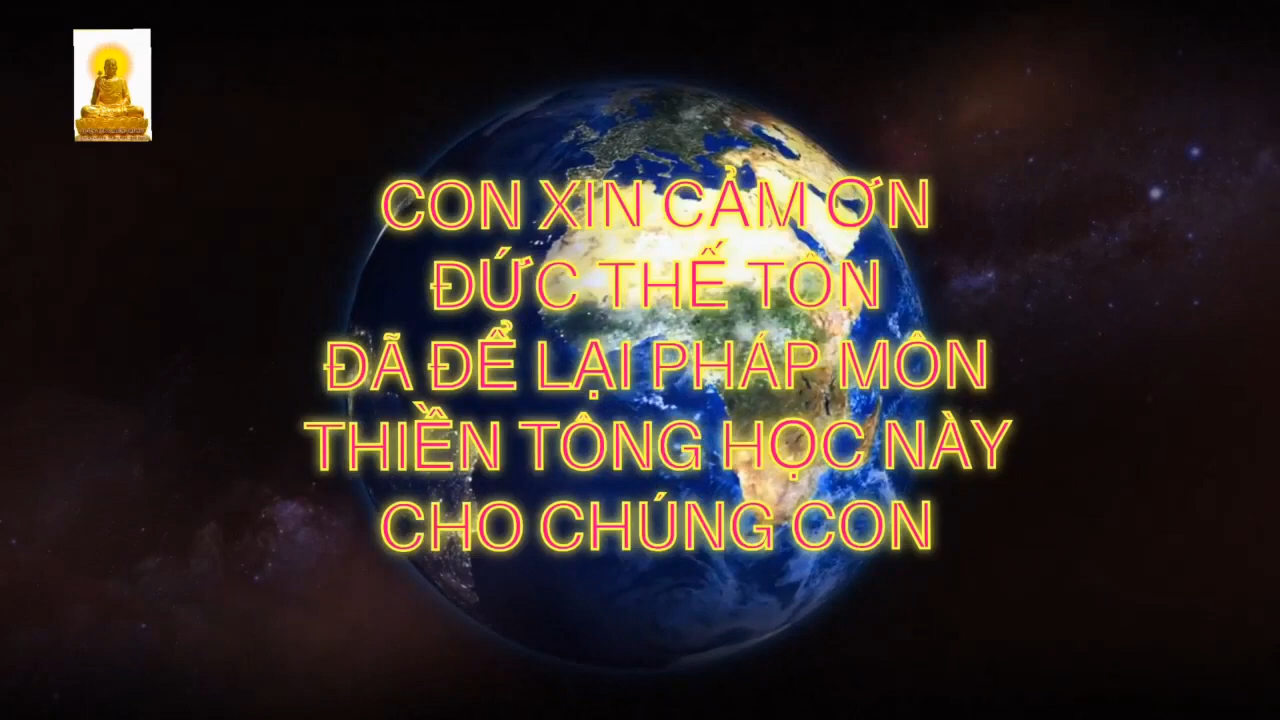 CON XIN CẢM ƠN
ĐỨC THẾ TÔN
ĐÃ ĐỂ LẠI PHÁP MÔN
THIỀN TÔNG HỌC NÀY
CHO CHÚNG CON